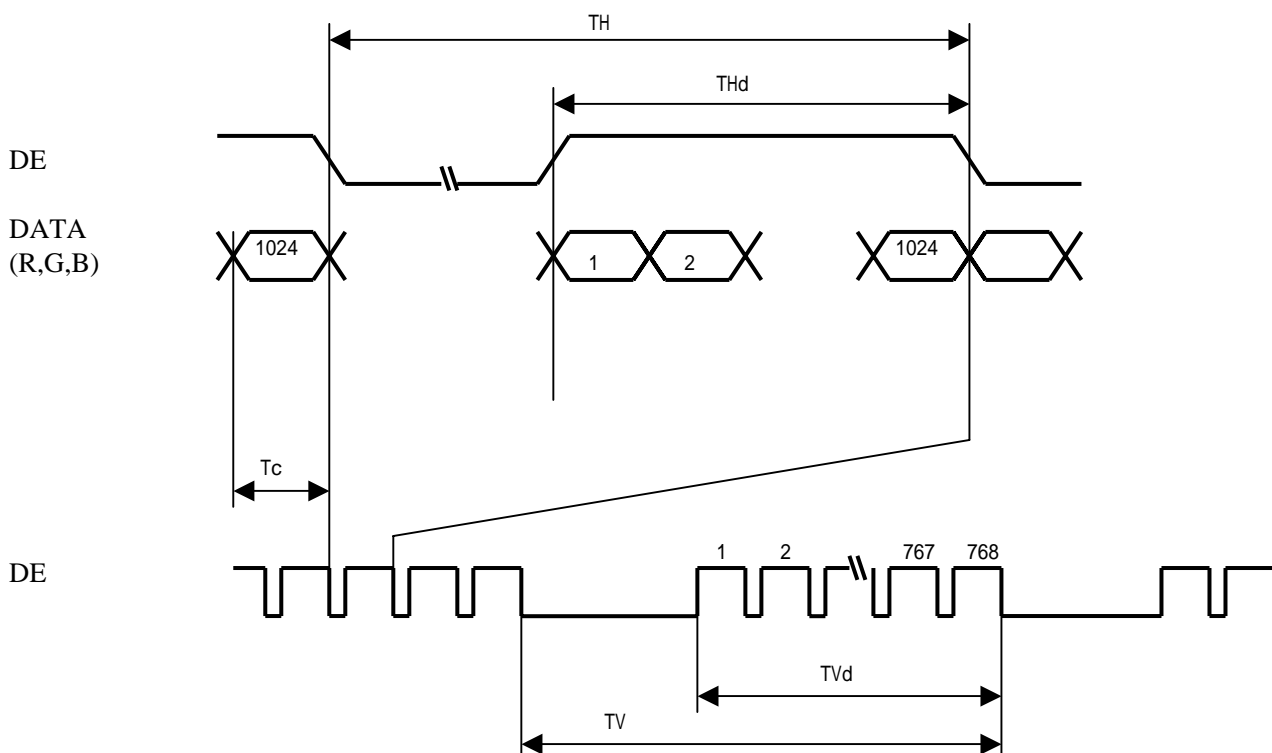 TH
THd
DE
DATA
(R,G,B)
1024
1
2
1024
Tc
DE
1 2 767 768
TVd
TV